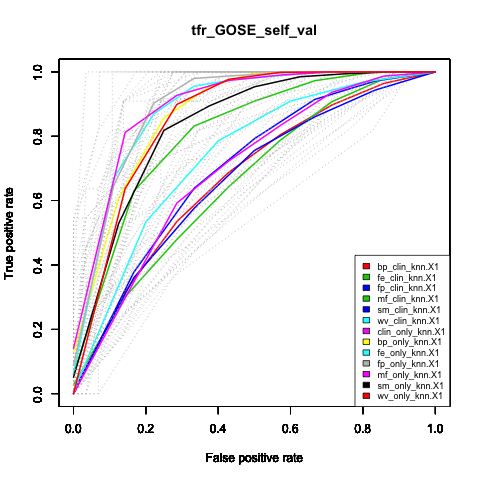 tfr_GOSE_self_val
True positive rate
1.0
0.8
0.6
0.4
0.2
0.0
0.0 0.2 0.4 0.6 0.8 1.0
False positive rate
bp_clin_knn.X1
fe_clin_knn.X1
fp_clin_knn.X1
mf_clin_knn.X1
sm_clin_knn.X1
wv_clin_knn.X1
clin_only_knn.X1
bp_only_knn.X1
fe_only_knn.X1
fp_only_knn.X1
mf_only_knn.X1
sm_only_knn.X1
wv_only_knn.X1